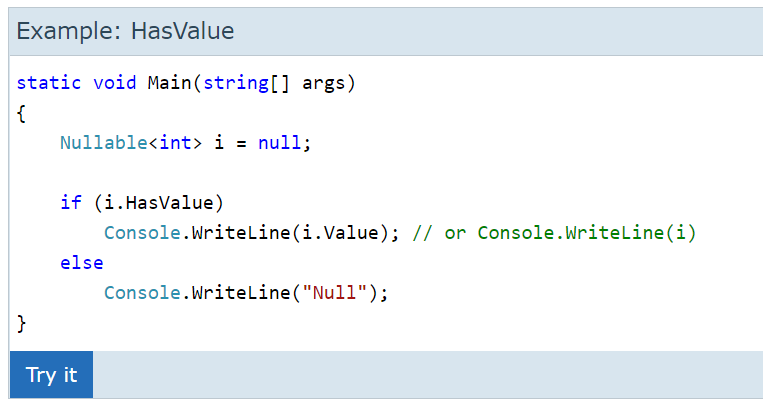 Example: HasValue
static void Main(string[] args)
{
    Nullable<int> i = null;
    if (i.HasValue)
        Console.WriteLine(i.Value); // or Console.WriteLine(i)
    else
        Console.WriteLine("Null");
}
Try it